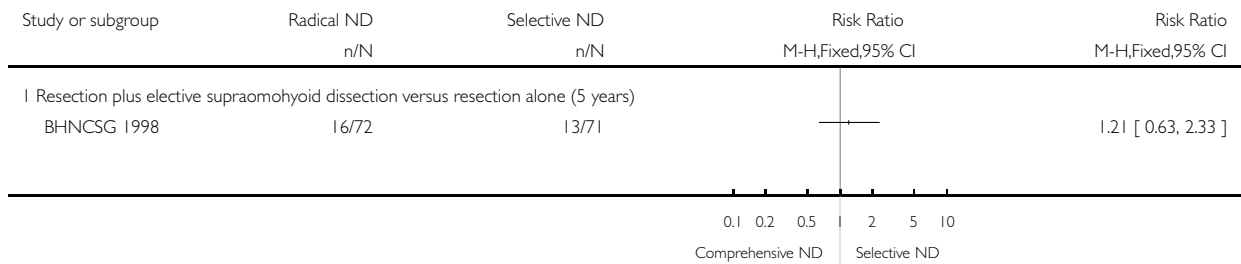 Study or subgroup Radical ND Selective ND Risk Ratio Risk Ratio
n/N n/N M-H,Fixed,95% CI M-H,Fixed,95% CI
1 Resection plus elective supraomohyoid dissection versus resection alone (5 years)
BHNCSG 1998 16/72 13/71 1.21 [ 0.63, 2.33 ]
0.1 0.2 0.5 1 2 5 10
Comprehensive ND Selective ND